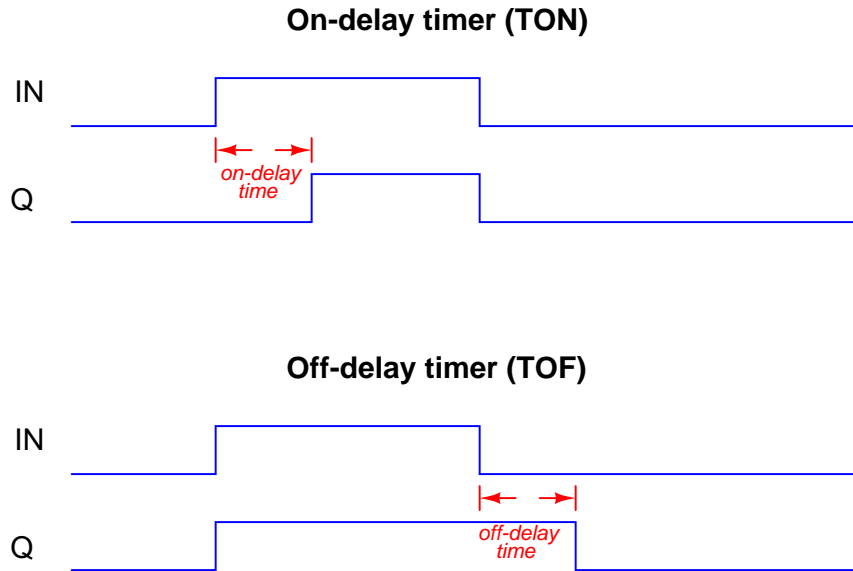 On-delay timer (TON)
IN
on-delay
time
Q
Off-delay timer (TOF)
IN
Q
off-delay
time